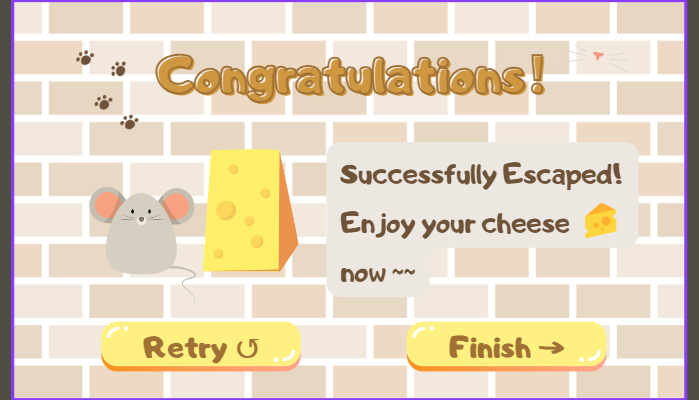 Congratulations!
Successfully Escaped!
Enjoy your cheese
now ~~
Retry ↺
Finish →